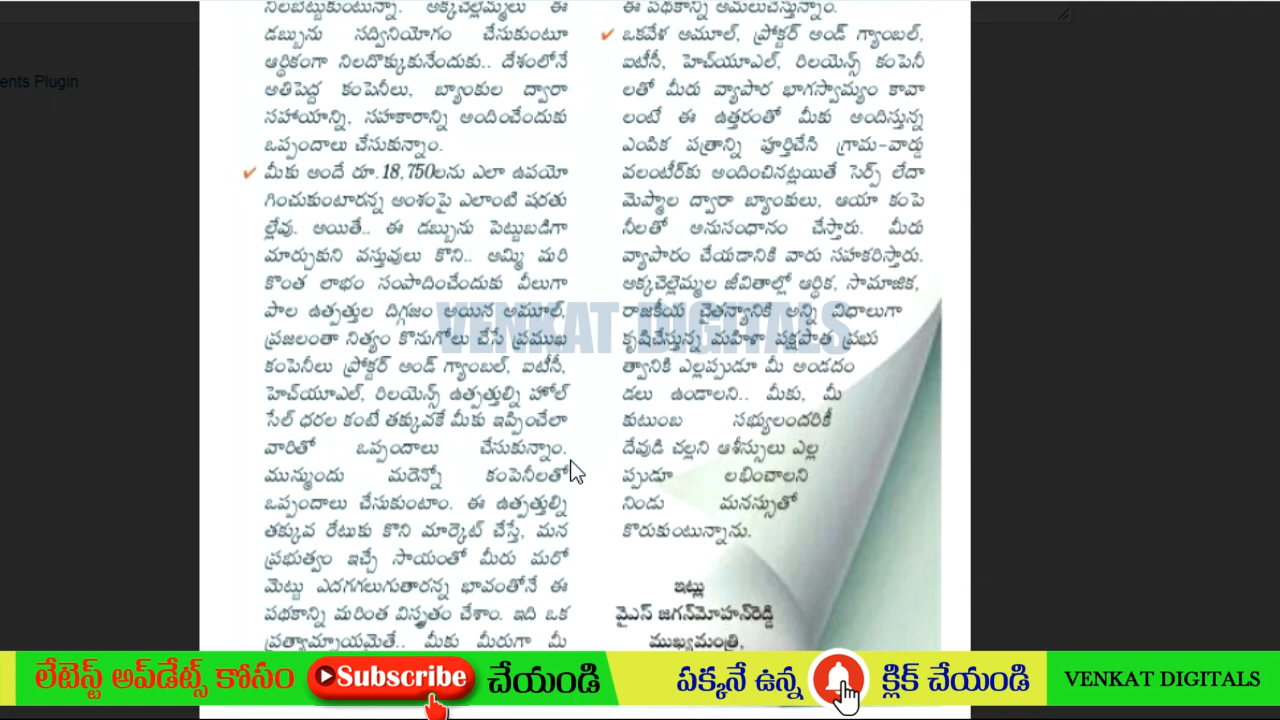 ents Plugin
నిలబెట్టుకుంటున్నా. అక్కచెల్లెమ్మలు ఈ
డబ్బును సద్వినియోగం చేసుకుంటూ
ఆర్థికంగా నిలదొక్కుకునేందుకు.. దేశంలోనే
అతిపెద్ద కంపెనీలు, బ్యాంకుల ద్వారా
సహాయాన్ని, సహకారాన్ని అందించేందుకు
ఒప్పందాలు చేసుకున్నాం.
✓ మీకు అందే రూ.18,750లను ఎలా ఉపయో
గించుకుంటారన్న అంశంపై ఎలాంటి షరతు
ల్లేవు. అయితే.. ఈ డబ్బును పెట్టుబడిగా
మార్చుకుని వస్తువులు కొని.. అమ్మి మరి
కొంత లాభం సంపాదించేందుకు వీలుగా
పాల ఉత్పత్తుల దిగ్గజం అయిన అమూల్,
ప్రజలంతా నిత్యం కొనుగోలు చేసే ప్రముఖ
కంపెనీలు ప్రోక్టర్ అండ్ గ్యాంబల్, ఐటీసీ,
హెచ్‌యూఎల్, రిలయెన్స్ ఉత్పత్తుల్ని హోల్
సేల్ ధరల కంటే తక్కువకే మీకు ఇప్పించేలా
వారితో ఒప్పందాలు చేసుకున్నాం.
మున్ముందు మరెన్నో కంపెనీలతో
ఒప్పందాలు చేసుకుంటాం. ఈ ఉత్పత్తుల్ని
తక్కువ రేటుకు కొని మార్కెట్ చేస్తే, మన
ప్రభుత్వం ఇచ్చే సాయంతో మీరు మరో
మెట్టు ఎదగగలుగుతారన్న భావంతోనే ఈ
పథకాన్ని మరింత విస్తృతం చేశాం. ఇది ఒక
ప్రత్యామ్నాయమైతే.. మీకు మీరుగా మీ
ఈ పథకాన్ని అమలుచేస్తున్నాం.
✓ ఒకవేళ అమూల్, ప్రోక్టర్ అండ్ గ్యాంబల్,
ఐటీసీ, హెచ్‌యూఎల్, రిలయెన్స్ కంపెనీ
లతో మీరు వ్యాపార భాగస్వామ్యం కావా
లంటే ఈ ఉత్తరంతో మీకు అందిస్తున్న
ఎంపిక పత్రాన్ని పూర్తిచేసి గ్రామ-వార్డు
వలంటీర్‌కు అందించినట్లయితే సెర్ప్ లేదా
మెప్మాల ద్వారా బ్యాంకులు, ఆయా కంపె
నీలతో అనుసంధానం చేస్తారు. మీరు
వ్యాపారం చేయడానికి వారు సహకరిస్తారు.
అక్కచెల్లెమ్మల జీవితాల్లో ఆర్థిక, సామాజిక,
రాజకీయ చైతన్యానికి అన్ని విధాలుగా
కృషిచేస్తున్న మహిళా పక్షపాత ప్రభు
త్వానికి ఎల్లప్పుడూ మీ అండదం
డలు ఉండాలని.. మీకు, మీ
కుటుంబ సభ్యులందరికీ
దేవుడి చల్లని ఆశీస్సులు ఎల్ల
ప్పుడూ లభించాలని
నిండు మనస్సుతో
కోరుకుంటున్నాను.
ఇట్లు
వైఎస్ జగన్‌మోహన్‌రెడ్డి
ముఖ్యమంత్రి,
VENKAT DIGITALS
లేటెస్ట్ అప్‌డేట్స్ కోసం Subscribe చేయండి పక్కనే ఉన్న క్లిక్ చేయండి VENKAT DIGITALS